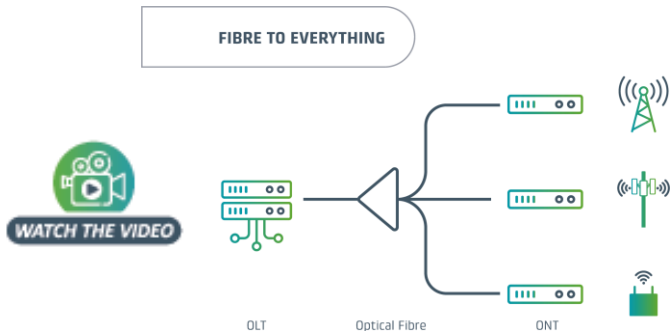 FIBRE TO EVERYTHING
WATCH THE VIDEO
OLT
Optical Fibre
ONT